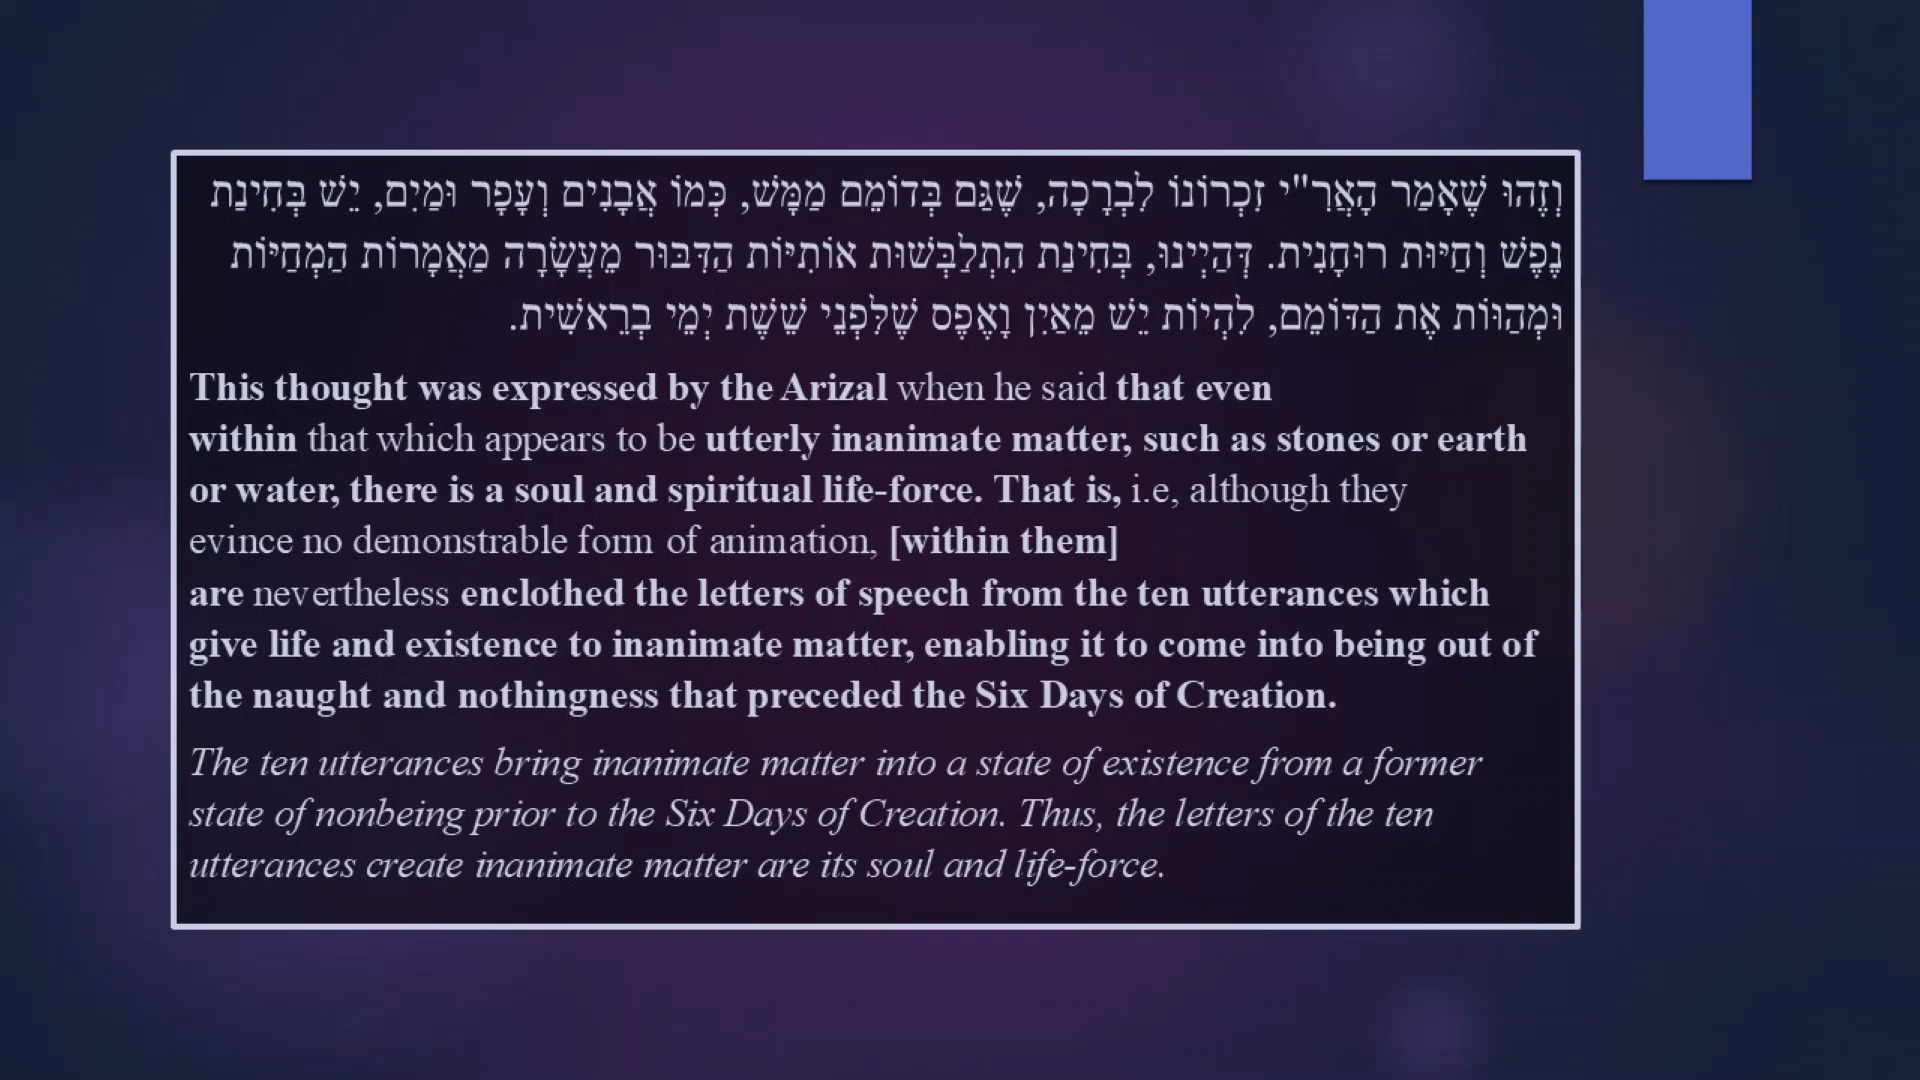 וְזֶהוּ שֶׁאָמַר הָאֲרִ"י זִכְרוֹנוֹ לִבְרָכָה, שֶׁגַּם בְּדוֹמֵם מַמָּשׁ, כְּמוֹ אֲבָנִים וְעָפָר וּמַיִם, יֵשׁ בְּחִינַת
נֶפֶשׁ וְחַיּוּת רוּחָנִית. דְּהַיְינוּ, בְּחִינַת הִתְלַבְּשׁוּת אוֹתִיּוֹת הַדִּבּוּר מֵעֲשָׂרָה מַאֲמָרוֹת הַמְחַיּוֹת
וּמְהַוּוֹת אֶת הַדּוֹמֵם, לִהְיוֹת יֵשׁ מֵאַיִן וָאֶפֶס שֶׁלִּפְנֵי שֵׁשֶׁת יְמֵי בְרֵאשִׁית.
This thought was expressed by the Arizal when he said that even
within that which appears to be utterly inanimate matter, such as stones or earth
or water, there is a soul and spiritual life-force. That is, i.e, although they
evince no demonstrable form of animation, [within them]
are nevertheless enclothed the letters of speech from the ten utterances which
give life and existence to inanimate matter, enabling it to come into being out of
the naught and nothingness that preceded the Six Days of Creation.
The ten utterances bring inanimate matter into a state of existence from a former
state of nonbeing prior to the Six Days of Creation. Thus, the letters of the ten
utterances create inanimate matter are its soul and life-force.